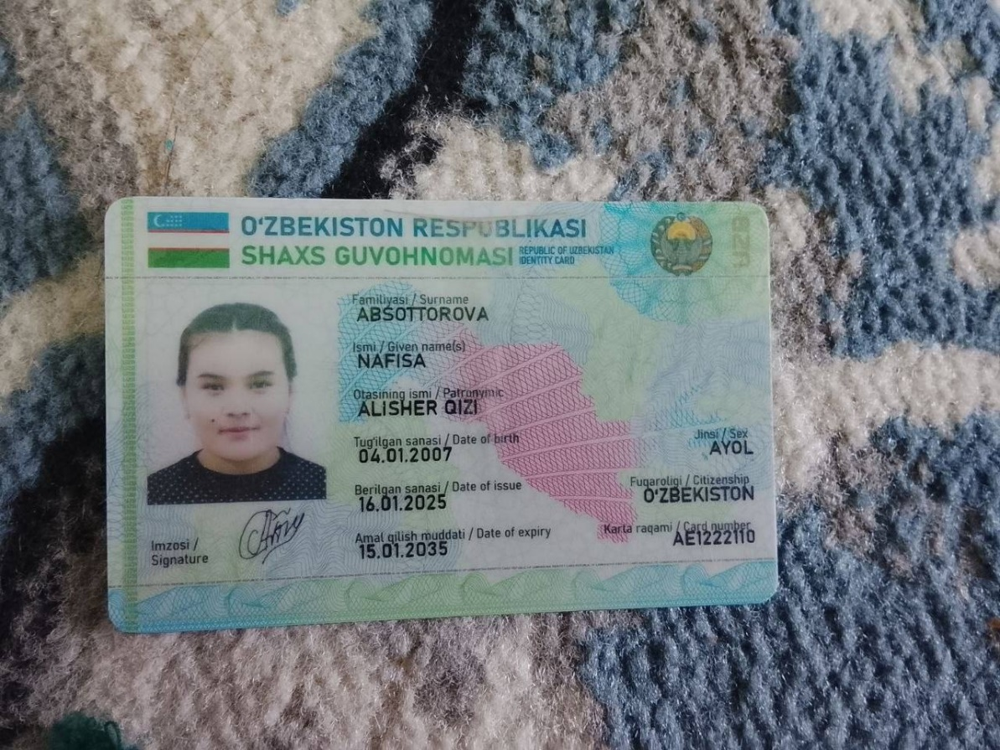 O‘ZBEKISTON RESPUBLIKASI
SHAXS GUVOHNOMASI REPUBLIC OF UZBEKISTAN IDENTITY CARD
Familiyasi / Surname
ABSOTTOROVA
Ismi / Given name(s)
NAFISA
Otasining ismi / Patronymic
ALISHER QIZI
Tug‘ilgan sanasi / Date of birth
04.01.2007
Jinsi / Sex
AYOL
Berilgan sanasi / Date of issue
16.01.2025
Fuqaroligi / Citizenship
O‘ZBEKISTON
Amal qilish muddati / Date of expiry
15.01.2035
Karta raqami / Card number
AE1222110
Imzosi /
Signature